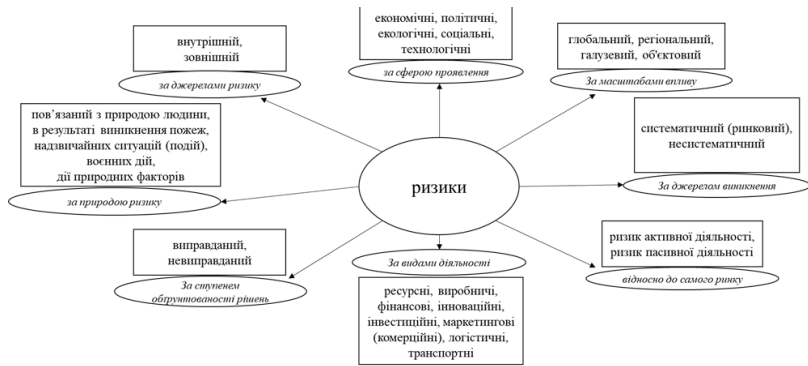 економічні, політичні,
екологічні, соціальні,
технологічні
за сферою проявлення
внутрішній,
зовнішній
за джерелами ризику
глобальний, регіональний,
галузевий, об'єктовий
За масштабами впливу
пов’язаний з природою людини,
в результаті виникнення пожеж,
надзвичайних ситуацій (подій),
воєнних дій,
дії природних факторів
за природою ризику
ризики
систематичний (ринковий),
несистематичний
За джерелом виникнення
виправданий,
невиправданий
За ступенем
обґрунтованості рішень
За видами діяльності
ресурсні, виробничі,
фінансові, інноваційні,
інвестиційні, маркетингові
(комерційні), логістичні,
транспортні
ризик активної діяльності,
ризик пасивної діяльності
відносно до самого ринку